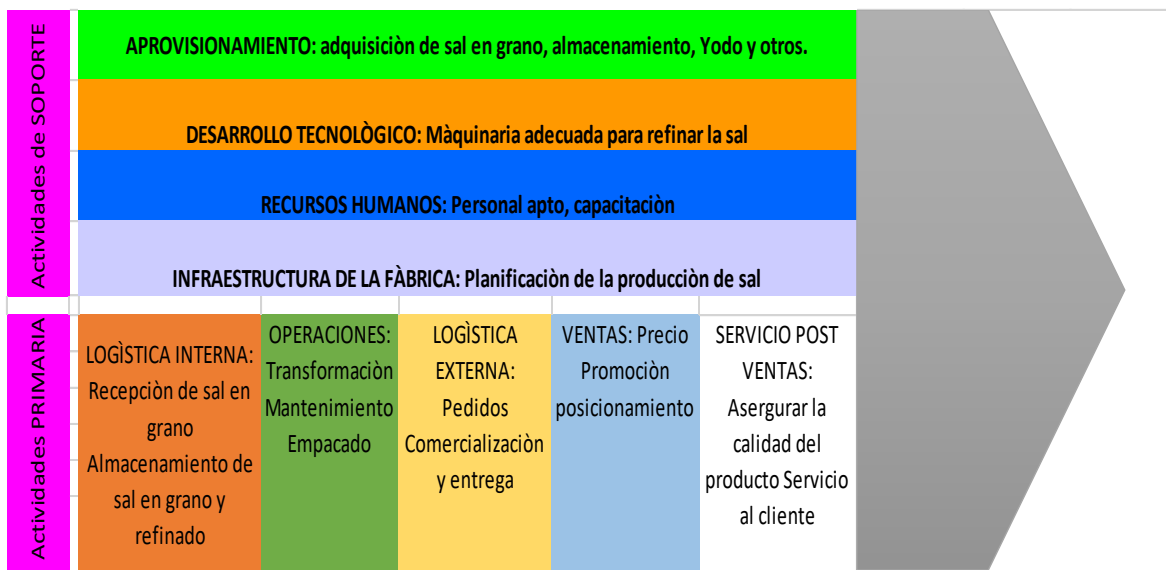 Actividades de SOPORTE
APROVISIONAMIENTO: adquisiciòn de sal en grano, almacenamiento, Yodo y otros.
DESARROLLO TECNOLÒGICO: Màquinaria adecuada para refinar la sal
RECURSOS HUMANOS: Personal apto, capacitaciòn
INFRAESTRUCTURA DE LA FÀBRICA: Planificaciòn de la producciòn de sal
Actividades PRIMARIA
LOGÌSTICA INTERNA:
Recepciòn de sal en
grano
Almacenamiento de
sal en grano y
refinado
OPERACIONES:
Transformaciòn
Mantenimiento
Empacado
LOGÌSTICA
EXTERNA:
Pedidos
Comercializaciòn
y entrega
VENTAS: Precio
Promociòn
posicionamiento
SERVICIO POST
VENTAS:
Asergurar la
calidad del
producto Servicio
al cliente